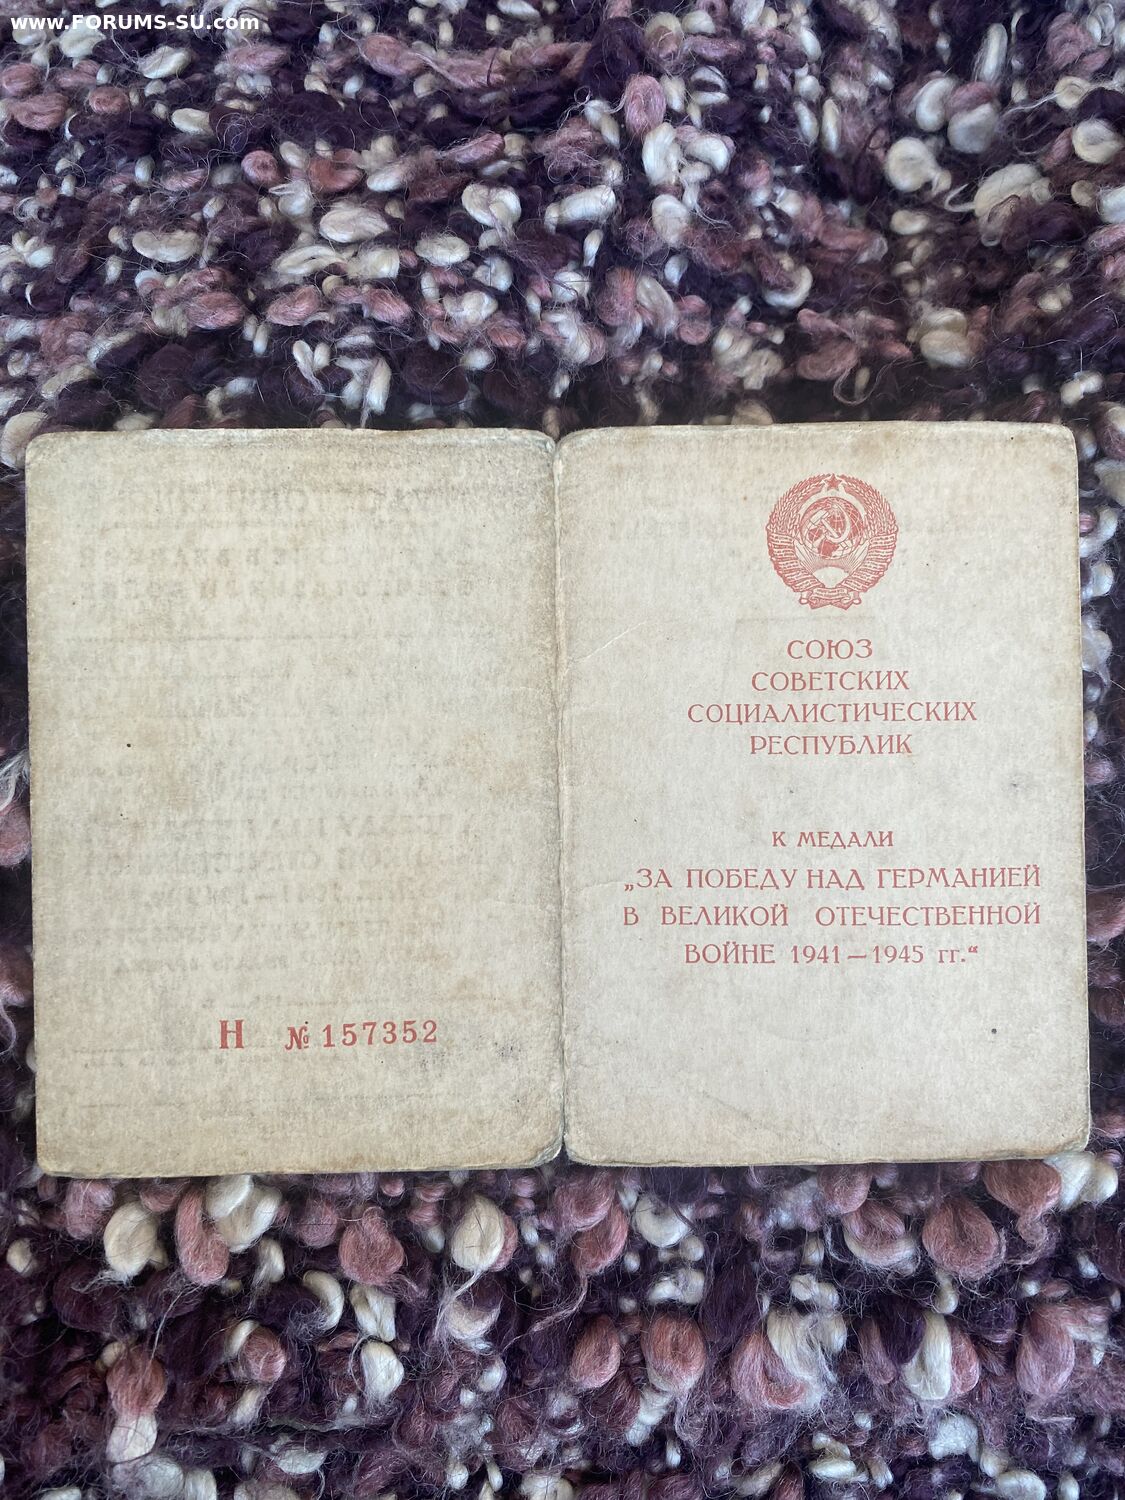 www.FORUMS-SU.com
Н № 157352
СОЮЗ
СОВЕТСКИХ
СОЦИАЛИСТИЧЕСКИХ
РЕСПУБЛИК
К МЕДАЛИ
„ЗА ПОБЕДУ НАД ГЕРМАНИЕЙ
В ВЕЛИКОЙ ОТЕЧЕСТВЕННОЙ
ВОЙНЕ 1941—1945 гг.“